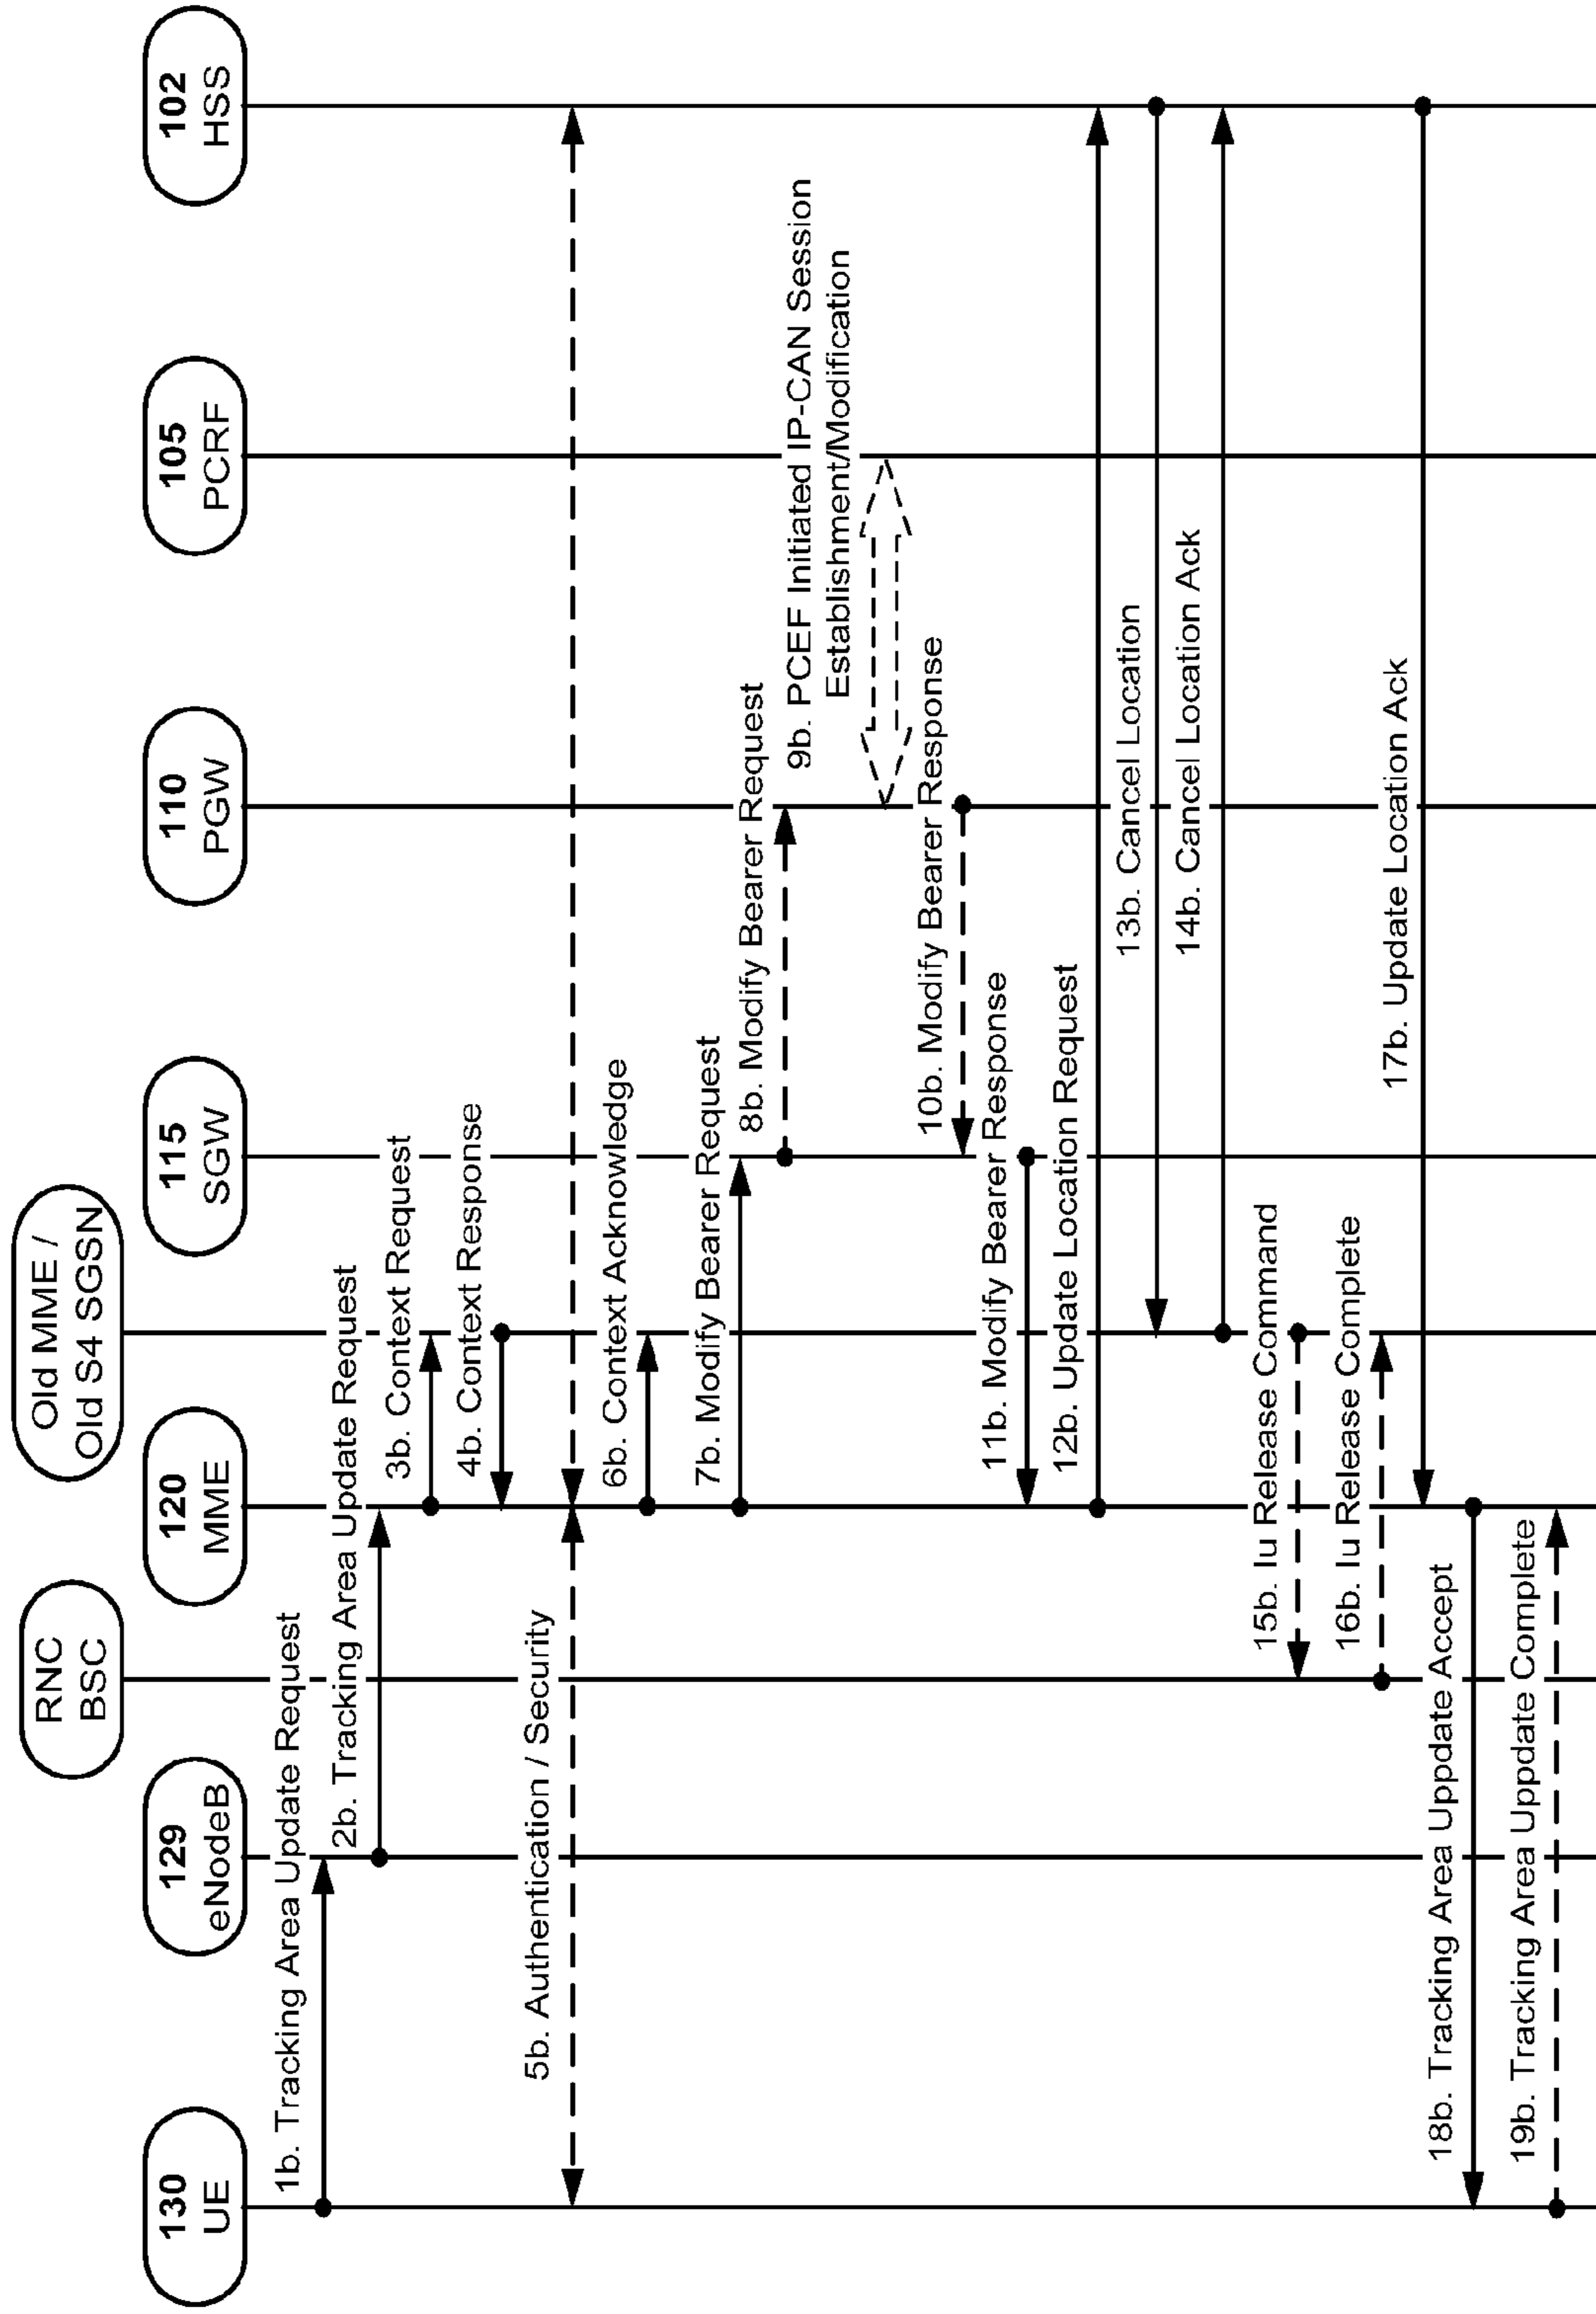 Old MME /
Old S4 SGSN
RNC
BSC
130
UE
129
eNodeB
120
MME
115
SGW
110
PGW
105
PCRF
102
HSS
1b. Tracking Area Update Request
2b. Tracking Area Update Request
3b. Context Request
4b. Context Response
5b. Authentication / Security
6b. Context Acknowledge
7b. Modify Bearer Request
8b. Modify Bearer Request
9b. PCEF Initiated IP-CAN Session
Establishment/Modification
10b. Modify Bearer Response
11b. Modify Bearer Response
12b. Update Location Request
13b. Cancel Location
14b. Cancel Location Ack
15b. Iu Release Command
16b. Iu Release Complete
17b. Update Location Ack
18b. Tracking Area Uppdate Accept
19b. Tracking Area Uppdate Complete